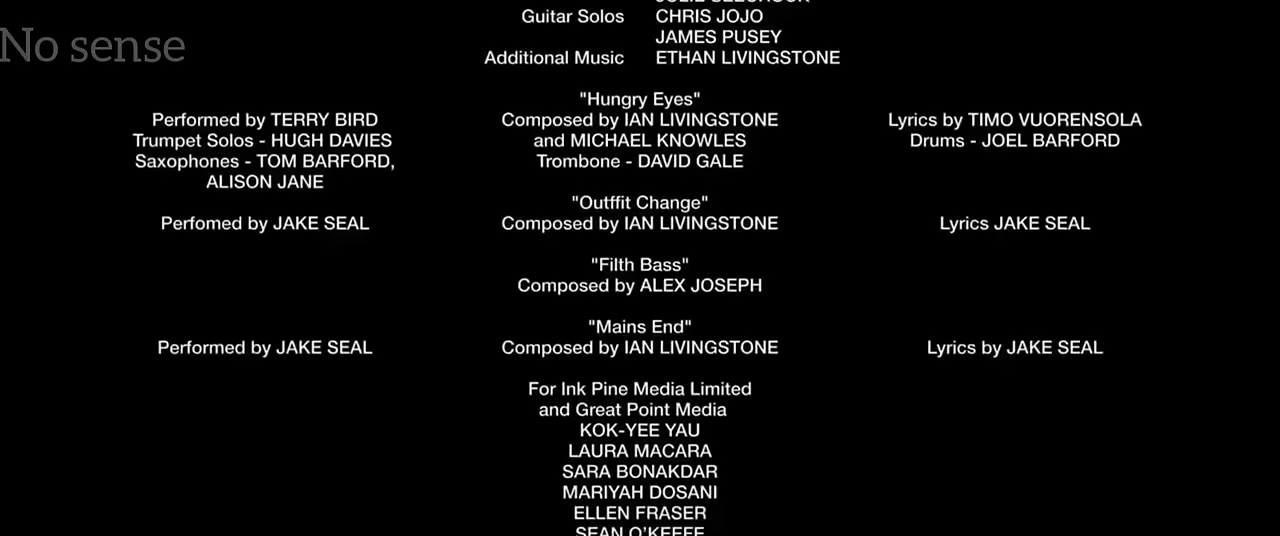 Guitar Solos CHRIS JOJO
No sense
JAMES PUSEY
Additional Music ETHAN LIVINGSTONE
"Hungry Eyes"
Performed by TERRY BIRD Composed by IAN LIVINGSTONE Lyrics by TIMO VUORENSOLA
Trumpet Solos - HUGH DAVIES and MICHAEL KNOWLES Drums - JOEL BARFORD
Saxophones - TOM BARFORD, Trombone - DAVID GALE
ALISON JANE
"Outffit Change"
Perfomed by JAKE SEAL Composed by IAN LIVINGSTONE Lyrics JAKE SEAL
"Filth Bass"
Composed by ALEX JOSEPH
"Mains End"
Performed by JAKE SEAL Composed by IAN LIVINGSTONE Lyrics by JAKE SEAL
For Ink Pine Media Limited
and Great Point Media
KOK-YEE YAU
LAURA MACARA
SARA BONAKDAR
MARIYAH DOSANI
ELLEN FRASER
SEAN O'KEEFE